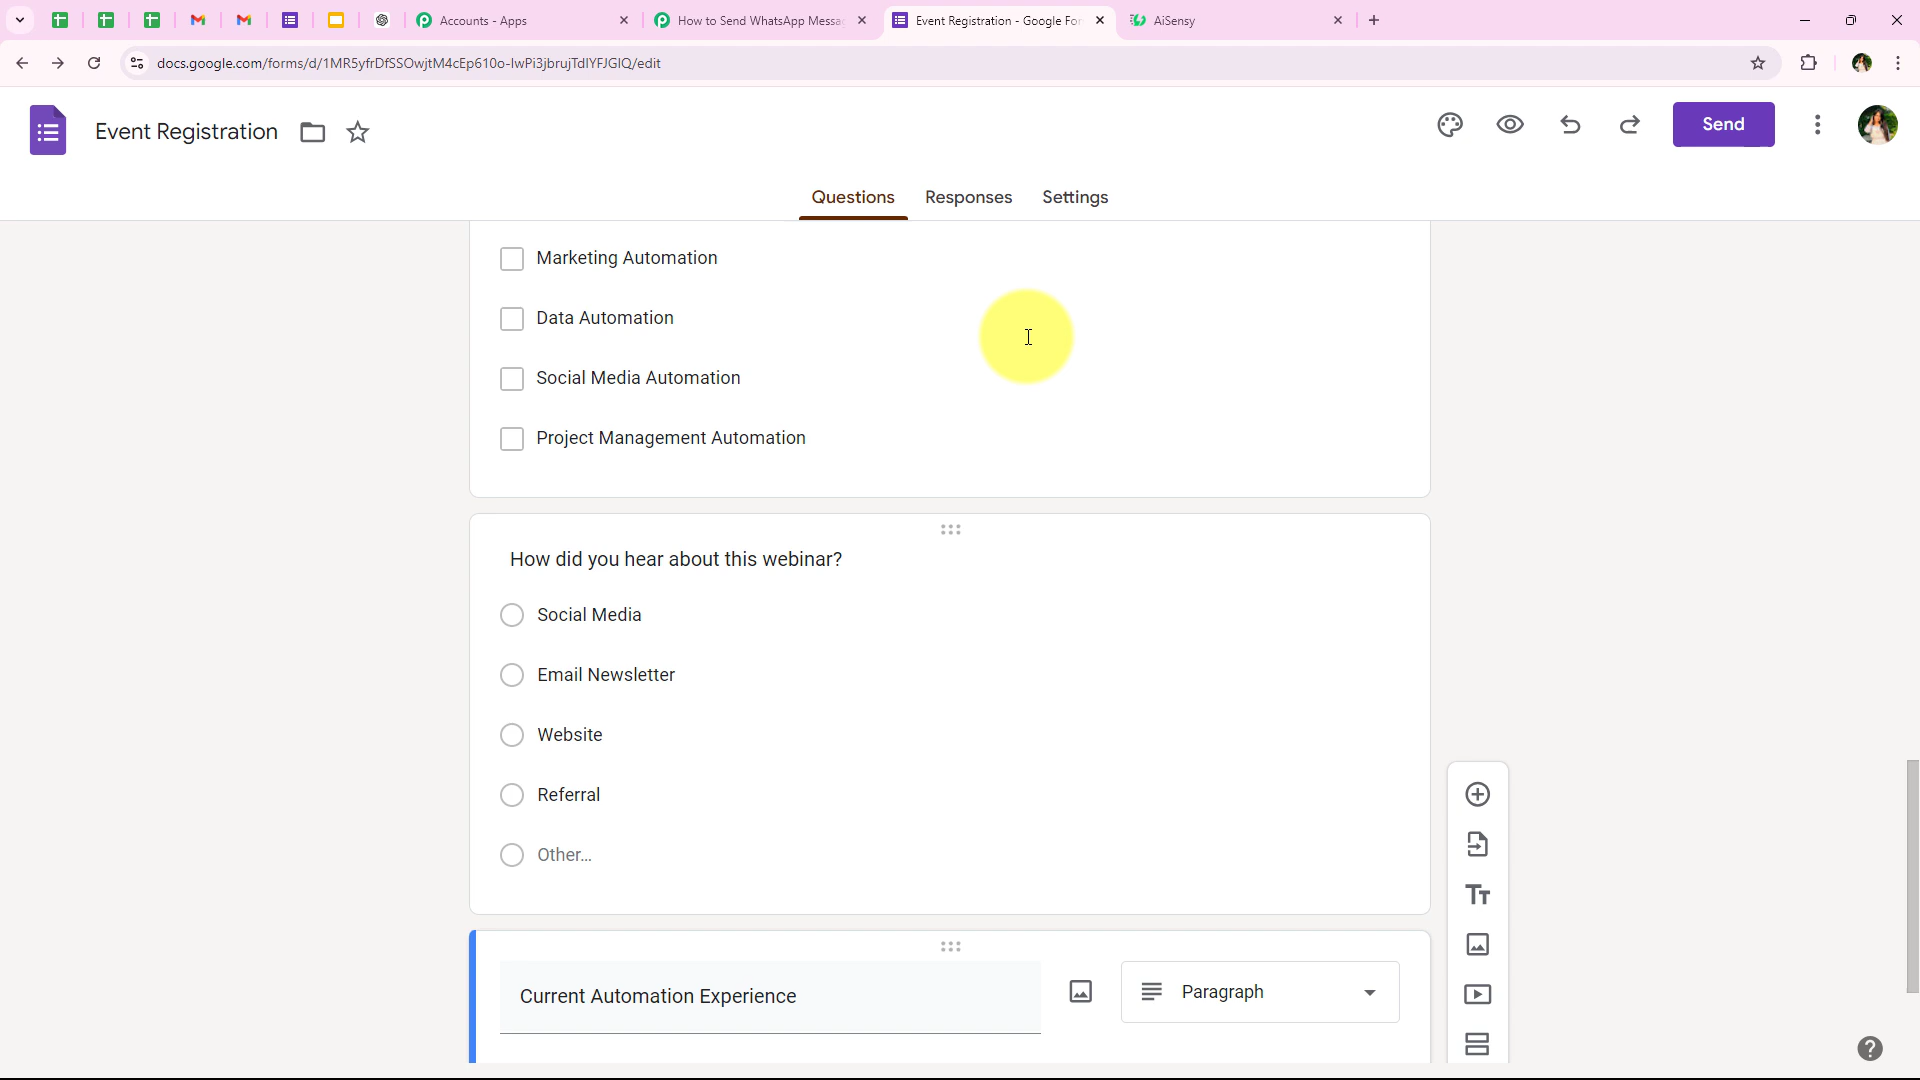 Accounts - Apps
How to Send WhatsApp Messa
Event Registration - Google For
AiSensy
docs.google.com/forms/d/1MR5yfrDfSSOwjtM4cEp610o-IwPi3jbrujTdIYFJGIQ/edit
Event Registration
Send
Questions
Responses
Settings
Marketing Automation
Data Automation
Social Media Automation
Project Management Automation
How did you hear about this webinar?
Social Media
Email Newsletter
Website
Referral
Other...
Current Automation Experience
Paragraph